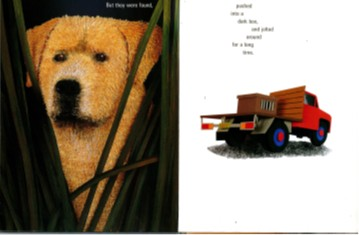 But they were found,
pushed
into a
dark box,
and jolted
around
for a long
time.